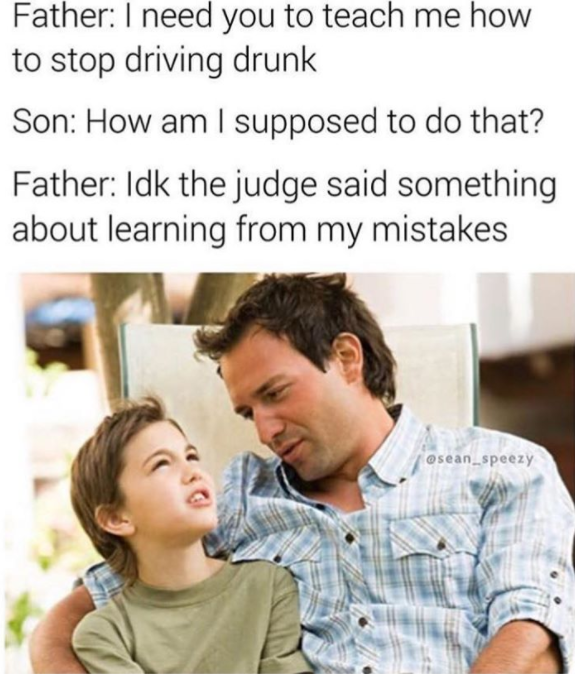 Father: I need you to teach me how
to stop driving drunk
Son: How am I supposed to do that?
Father: Idk the judge said something
about learning from my mistakes
@sean_speezy